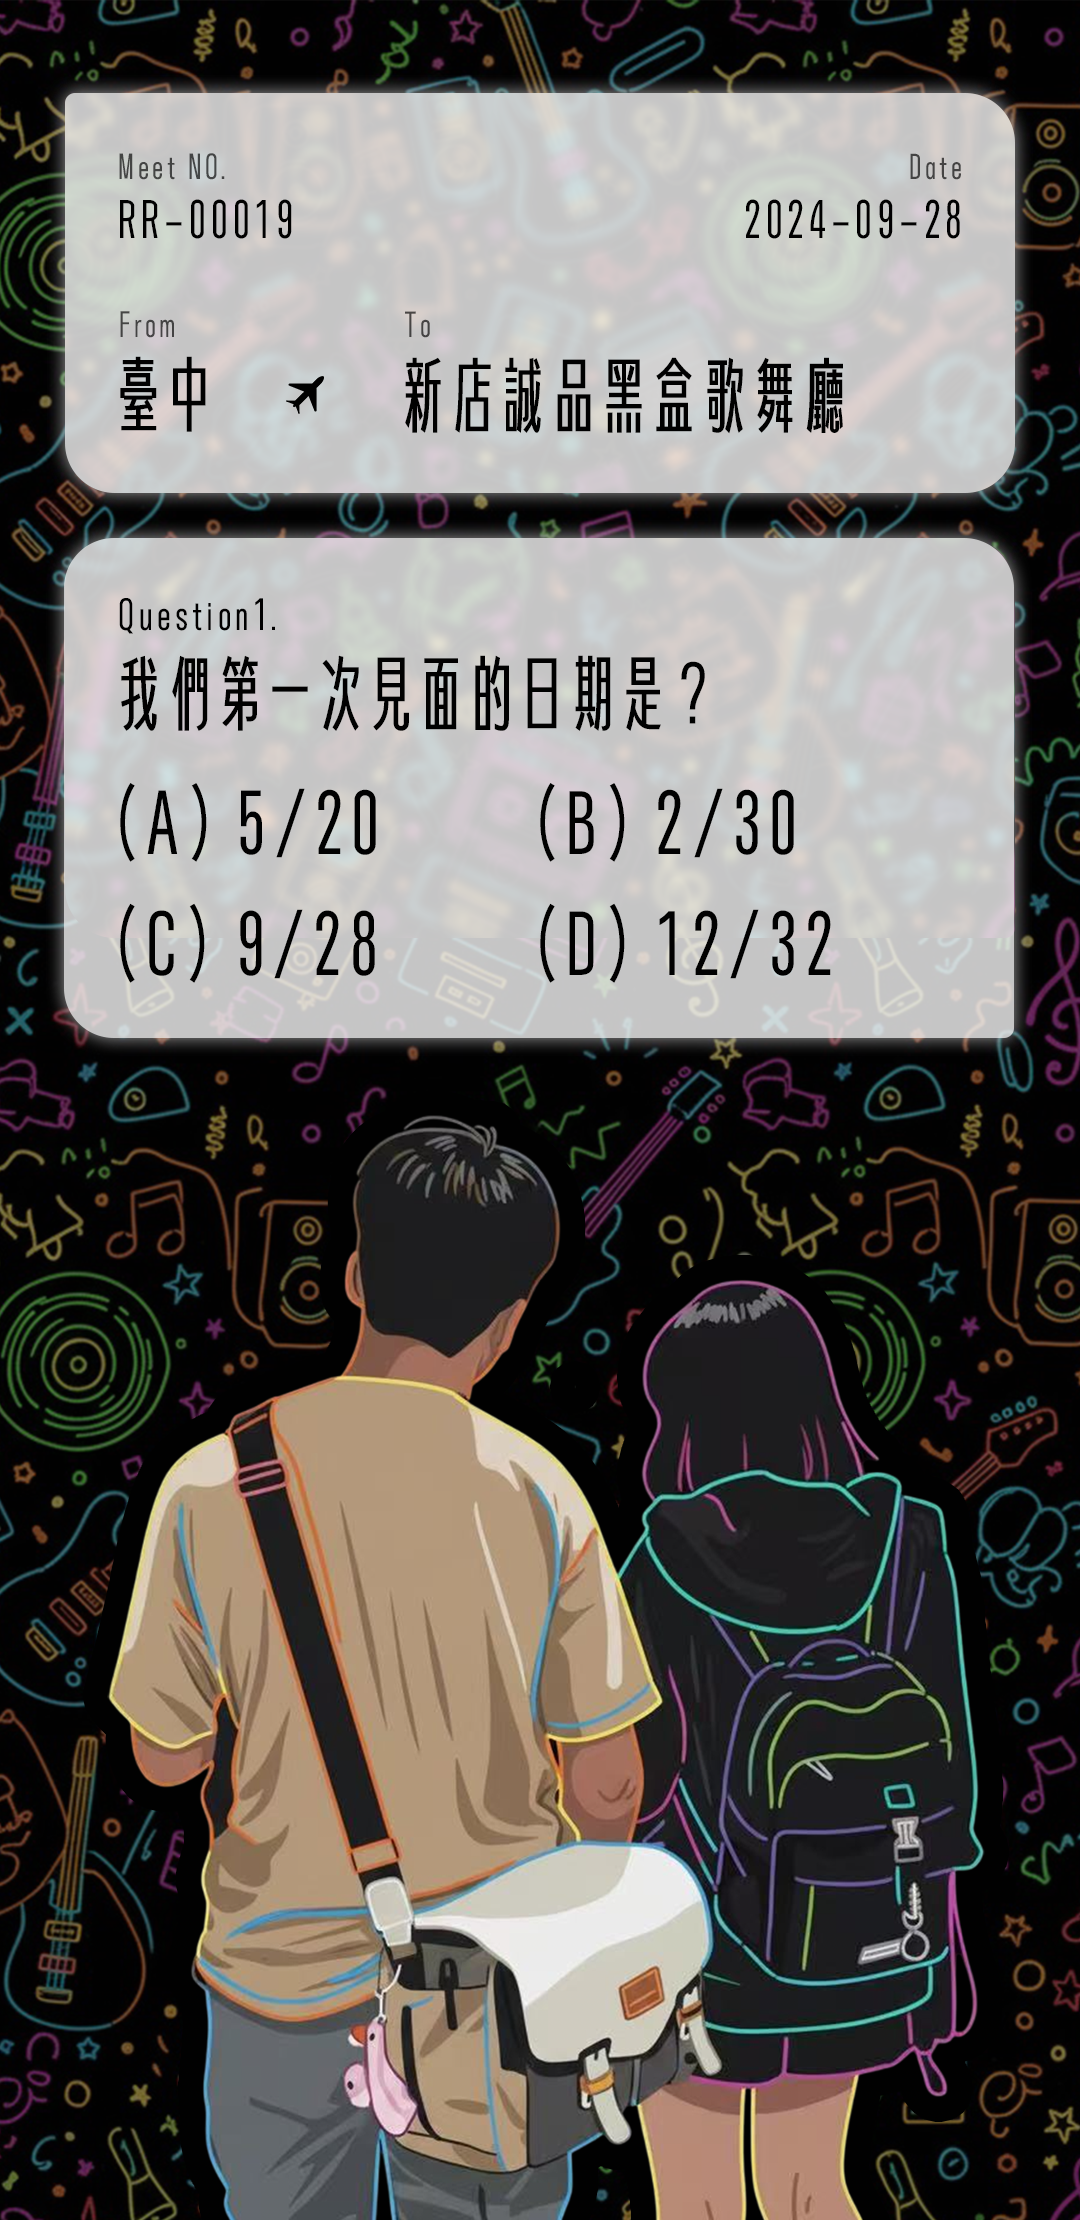 Meet NO.
Date
RR-00019
2024-09-28
From
To
臺中
新店誠品黑盒歌舞廳
Question1.
我們第一次見面的日期是？
(A) 5/20
(B) 2/30
(C) 9/28
(D) 12/32